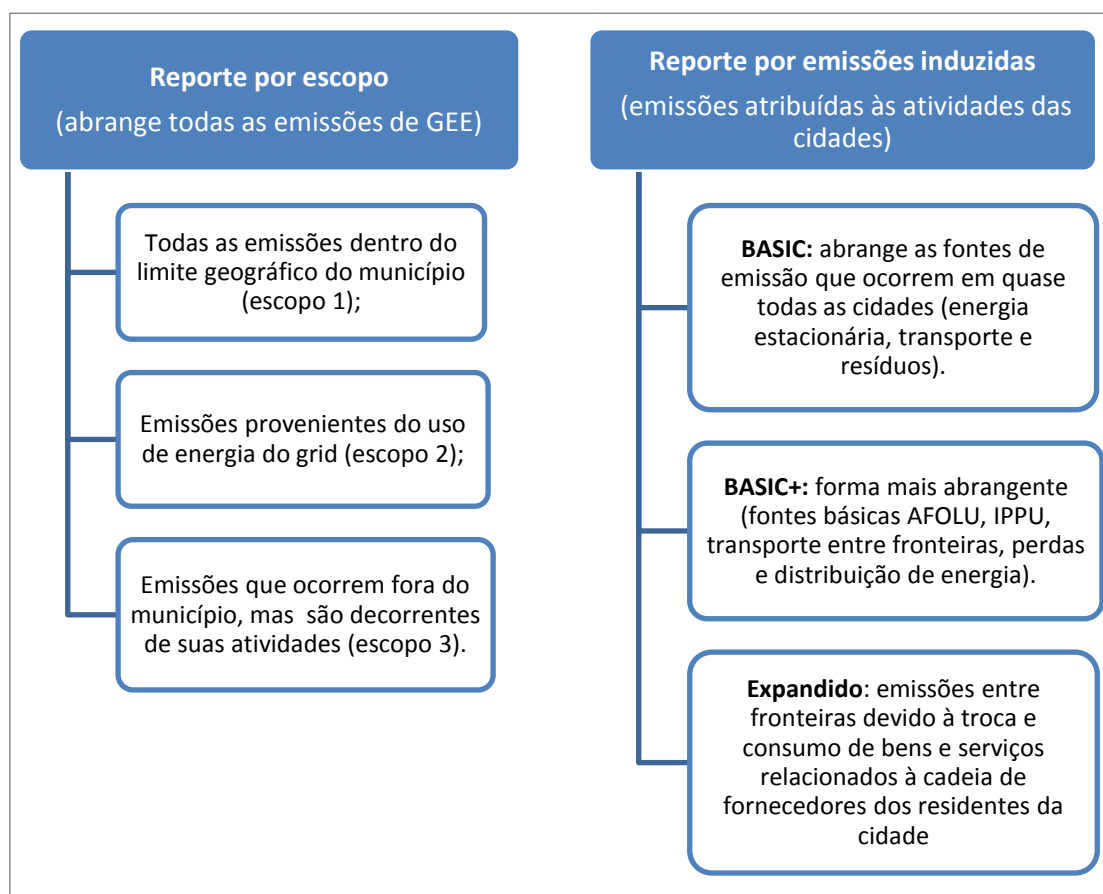 Reporte por escopo
(abrange todas as emissões de GEE)
Todas as emissões dentro do
limite geográfico do município
(escopo 1);
Emissões provenientes do uso
de energia do grid (escopo 2);
Emissões que ocorrem fora do
município, mas são decorrentes
de suas atividades (escopo 3).
Reporte por emissões induzidas
(emissões atribuídas às atividades das
cidades)
BASIC: abrange as fontes de
emissão que ocorrem em quase
todas as cidades (energia
estacionária, transporte e
resíduos).
BASIC+: forma mais abrangente
(fontes básicas AFOLU, IPPU,
transporte entre fronteiras, perdas
e distribuição de energia).
Expandido: emissões entre
fronteiras devido à troca e
consumo de bens e serviços
relacionados à cadeia de
fornecedores dos residentes da
cidade